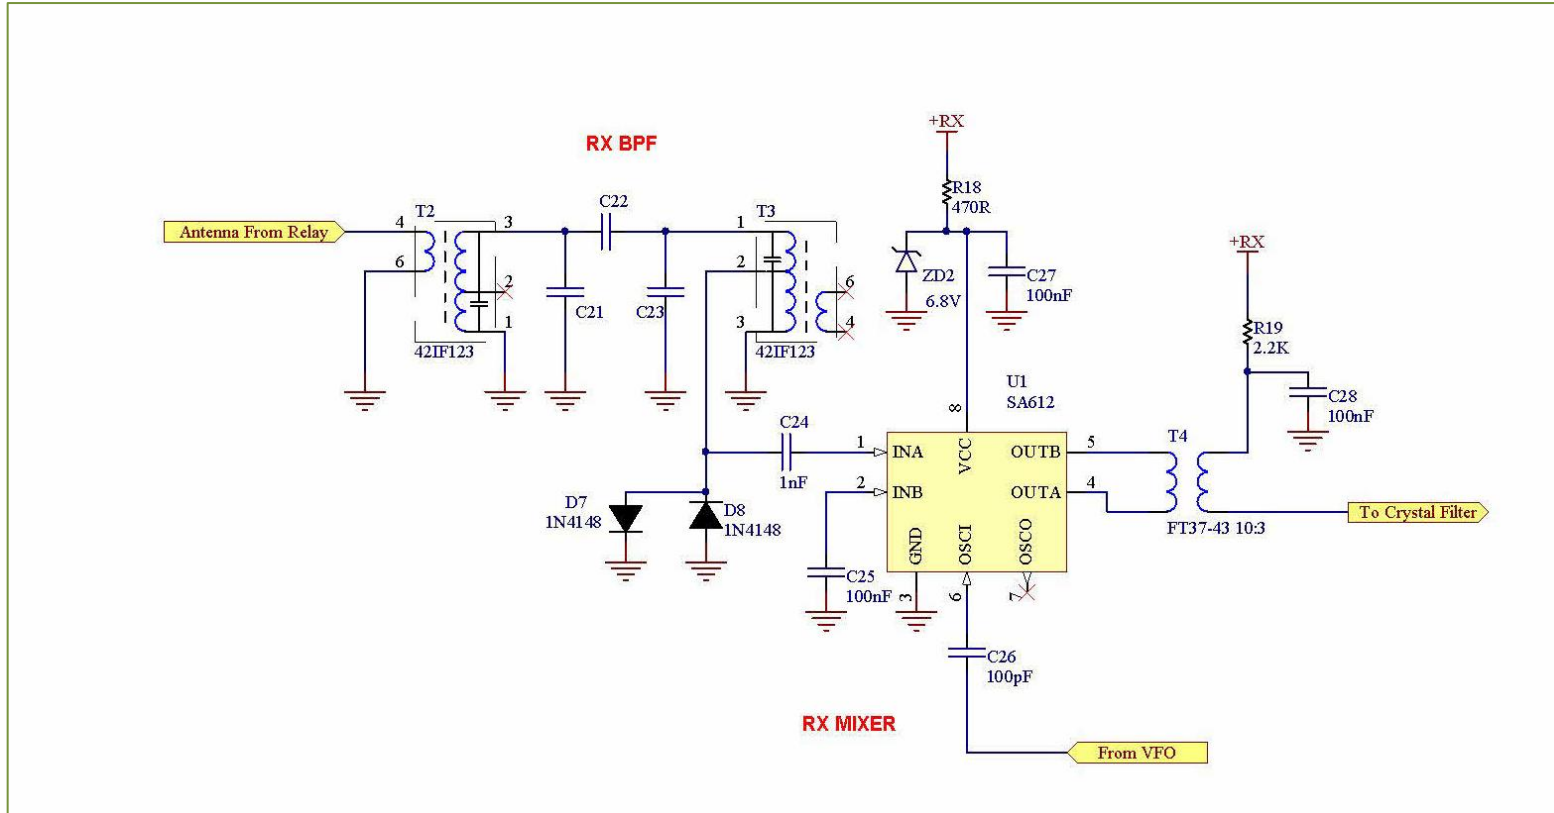 +RX
RX BPF
R18
470R
C22
T2
3
1
T3
4
Antenna From Relay
+RX
6
2
2
6
ZD2
C27
6.8V
100nF
C21
C23
1
3
4
R19
2.2K
42IF123
42IF123
U1
SA612
C28
100nF
8
C24
T4
1
INA
VCC
OUTB
5
1nF
2
INB
OUTA
4
D7
1N4148
D8
1N4148
To Crystal Filter
FT37-43 10:3
GND
OSCI
OSCO
C25
100nF
3
6
7
C26
100pF
RX MIXER
From VFO